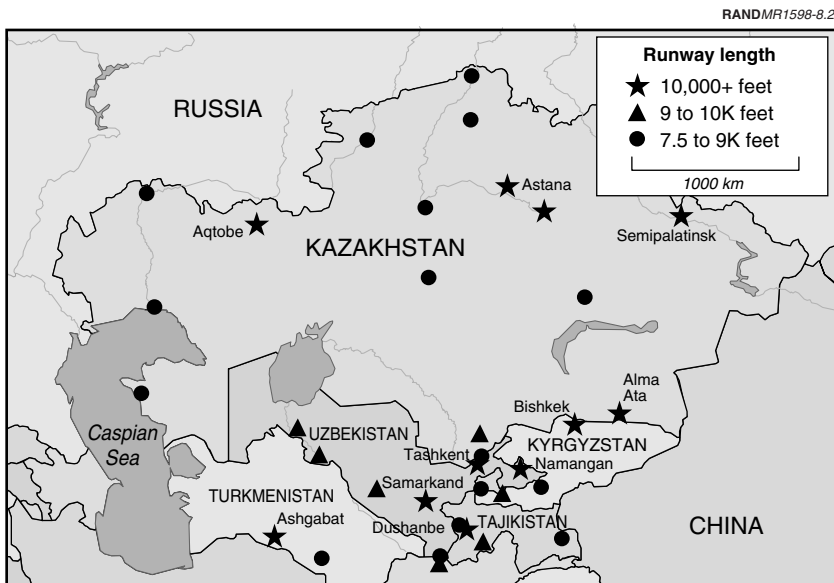 RANDMR1598-8.2
Runway length
10,000+ feet
9 to 10K feet
7.5 to 9K feet
1000 km
RUSSIA
Astana
Aqtobe
Semipalatinsk
KAZAKHSTAN
Alma
Ata
Bishkek
Caspian
Sea
UZBEKISTAN
KYRGYZSTAN
Tashkent
Namangan
Samarkand
TURKMENISTAN
Dushanbe
TAJIKISTAN
Ashgabat
CHINA